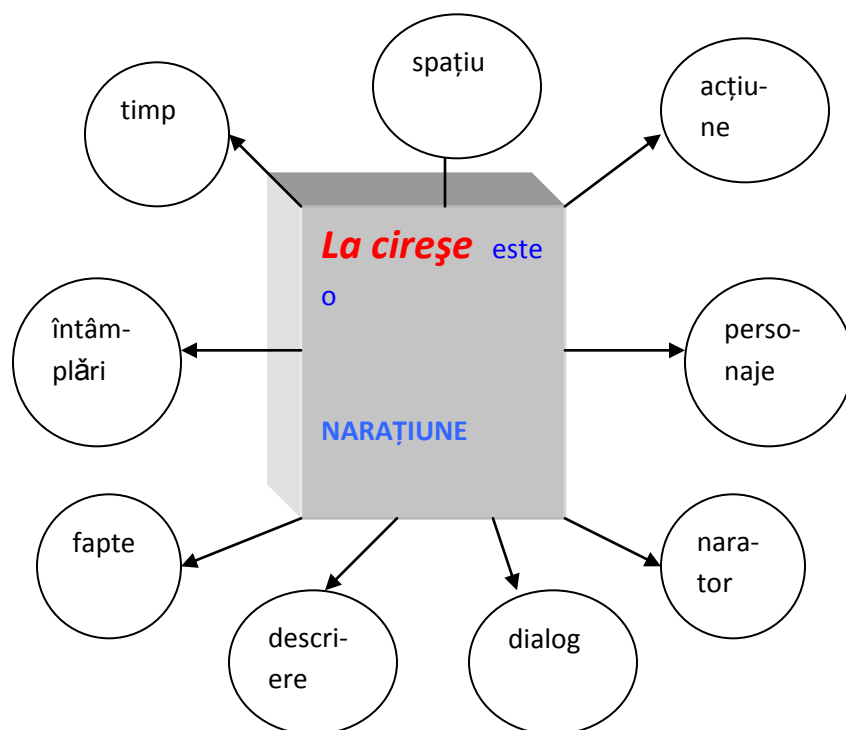 spațiu
timp
acțiu-
ne
La cireşe este
o
NARAȚIUNE
întâm-
plări
perso-
naje
fapte
nara-
tor
descri-
ere
dialog